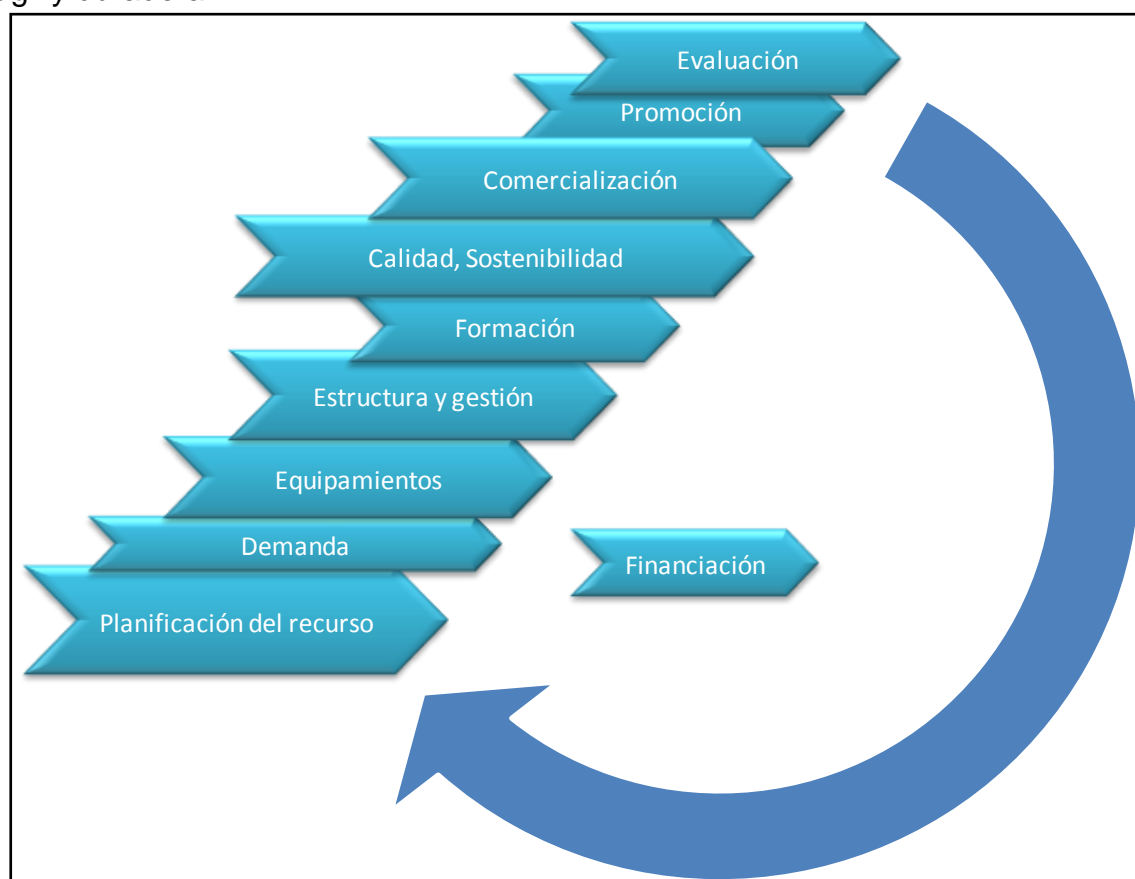 Evaluación
Promoción
Comercialización
Calidad, Sostenibilidad
Formación
Estructura y gestión
Equipamientos
Demanda
Financiación
Planificación del recurso